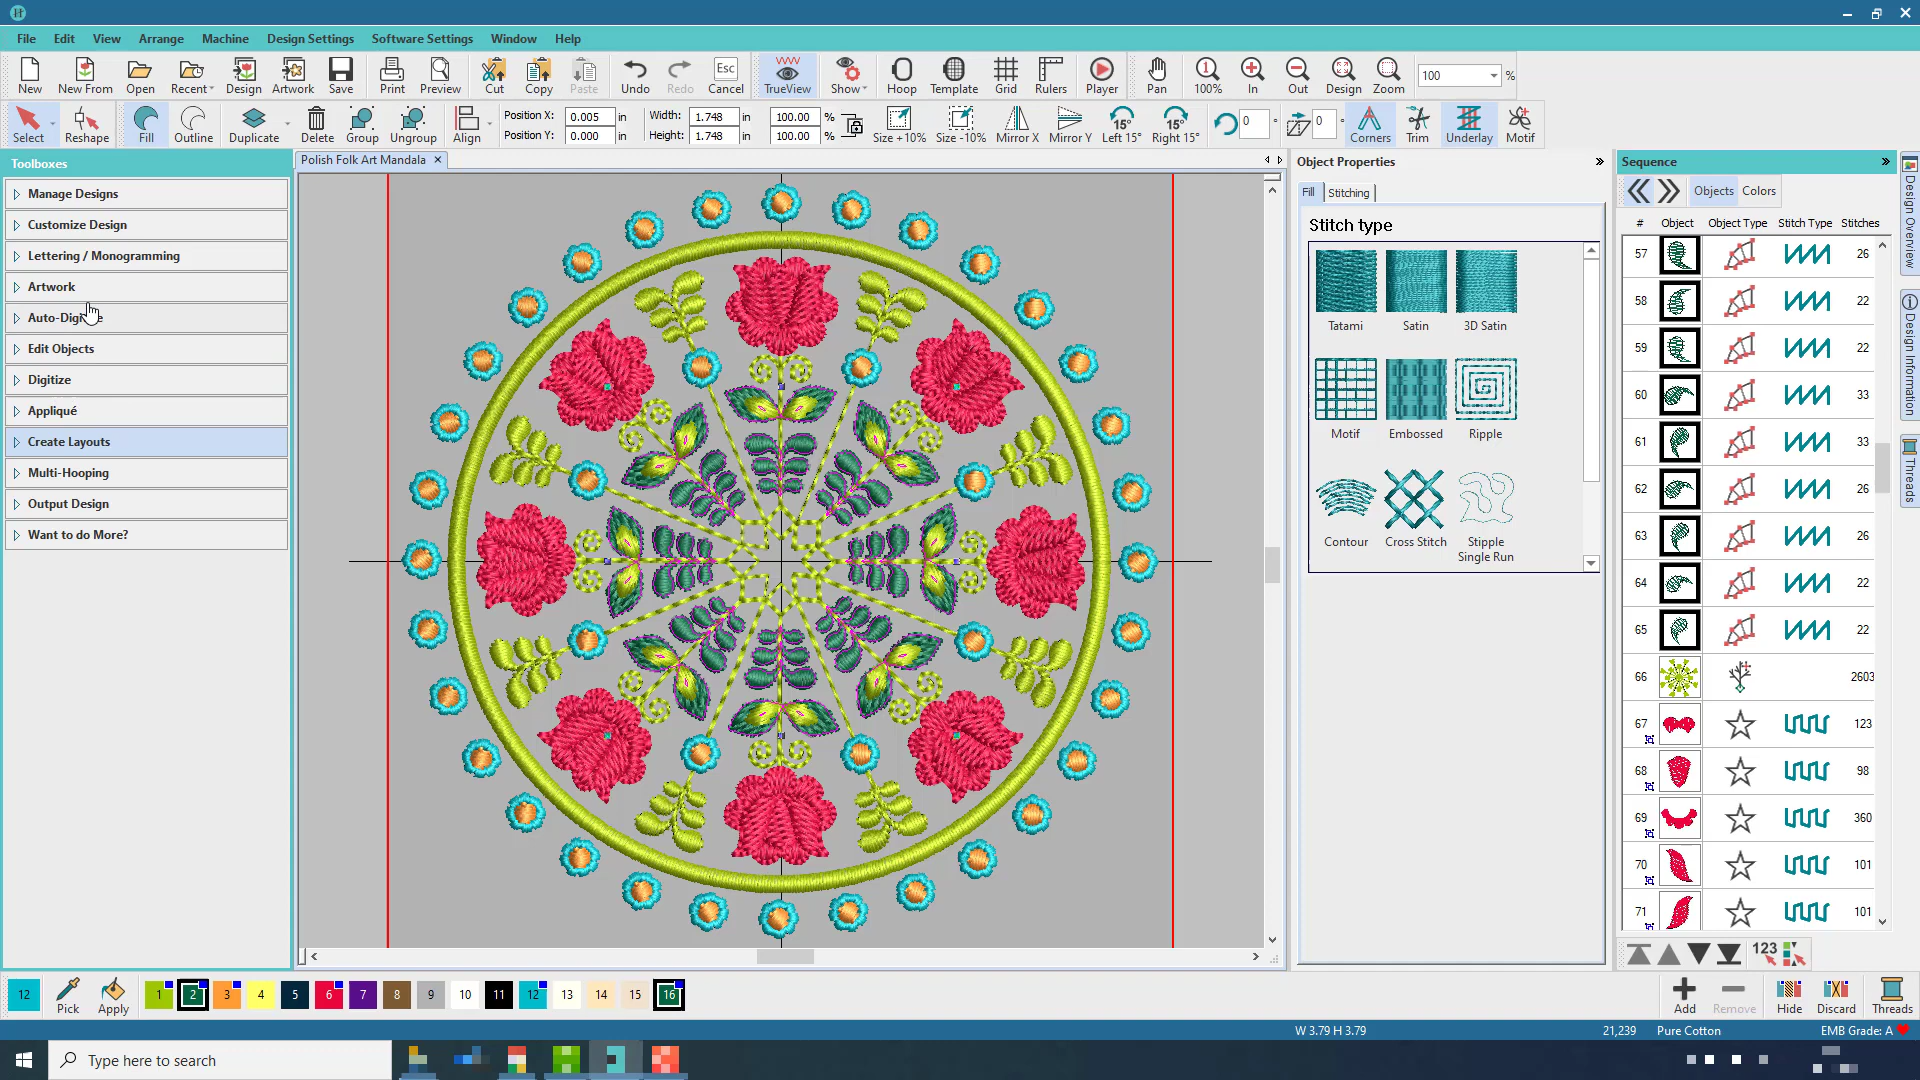 H
File Edit View Arrange Machine Design Settings Software Settings Window Help
New New From Open Recent Design Artwork Save Print Preview Cut Copy Paste Undo Redo Esc Cancel TrueView Show Hoop Template Grid Rulers Player Pan 1 100% In Out Design Zoom 100 %
Select Reshape Fill Outline Duplicate Delete Group Ungroup Align
Position X: 0.005 in Width: 1.748 in 100.00 %
Position Y: 0.000 in Height: 1.748 in 100.00 %
Size +10% Size -10% Mirror X Mirror Y 15° Left 15° 15° Right 15° 0 ° 0 ° Corners Trim Underlay Motif
Toolboxes
Manage Designs
Customize Design
Lettering / Monogramming
Artwork
Edit Objects
Digitize
Appliqué
Create Layouts
Multi-Hooping
Output Design
Want to do More?
Polish Folk Art Mandala
Object Properties
Fill Stitching
Stitch type
Tatami Satin 3D Satin
Motif Embossed Ripple
Contour Cross Stitch Stipple
Single Run
Sequence
Objects Colors
# Object Object Type Stitch Type Stitches
57 26
58 22
59 22
60 33
61 33
62 26
63 26
64 22
65 22
66 2603
67 123
68 98
69 360
70 101
71 101
123
Design Overview
Design Information
Threads
12 Pick Apply 1 2 3 4 5 6 7 8 9 10 11 12 13 14 15 16
Add Remove Hide Discard Threads
W 3.79 H 3.79 21,239 Pure Cotton EMB Grade: A
Type here to search